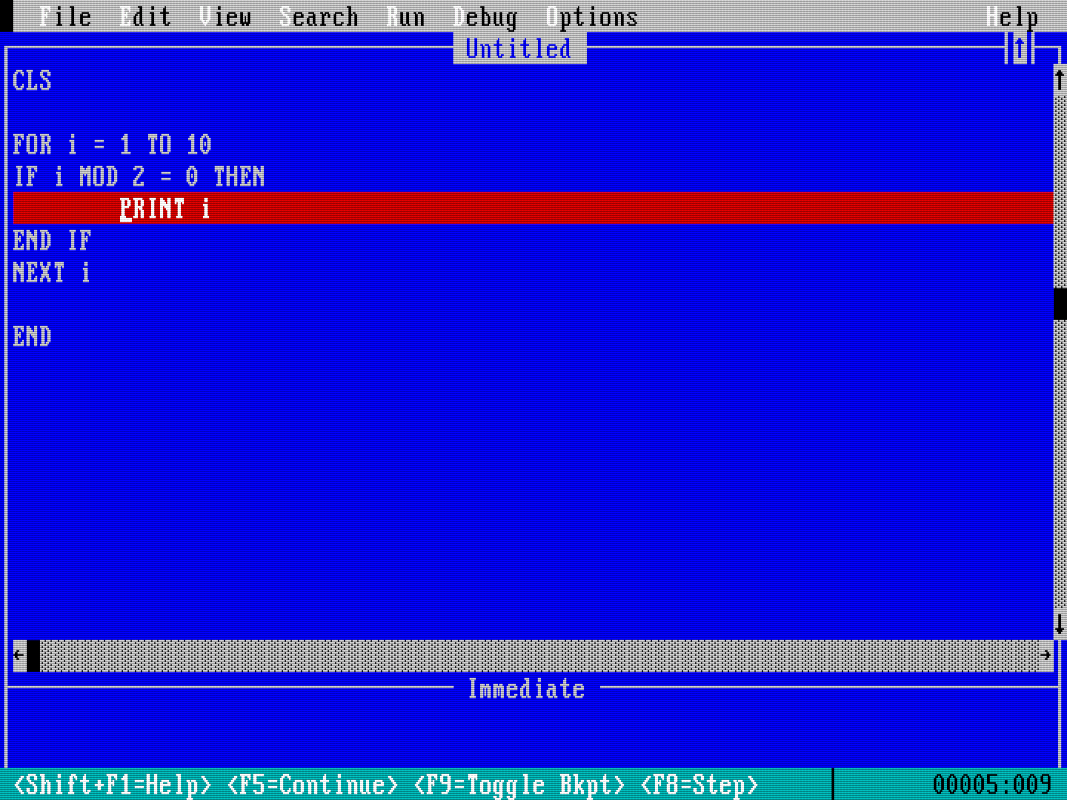 File Edit View Search Run Debug Options Help
Untitled
CLS
FOR i = 1 TO 10
IF i MOD 2 = 0 THEN
PRINT i
END IF
NEXT i
END
Immediate
<Shift+F1=Help> <F5=Continue> <F9=Toggle Bkpt> <F8=Step> 00005:009